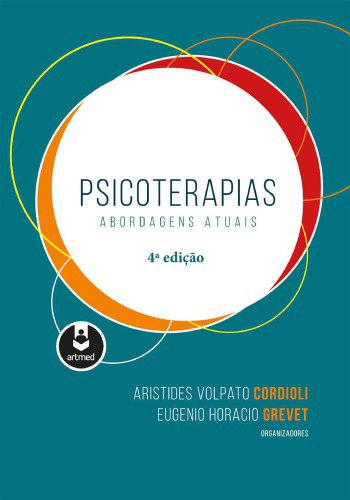 PSICOTERAPIAS
ABORDAGENS ATUAIS
4ª edição
artmed
ARISTIDES VOLPATO CORDIOLI
EUGENIO HORACIO GREVET
ORGANIZADORES